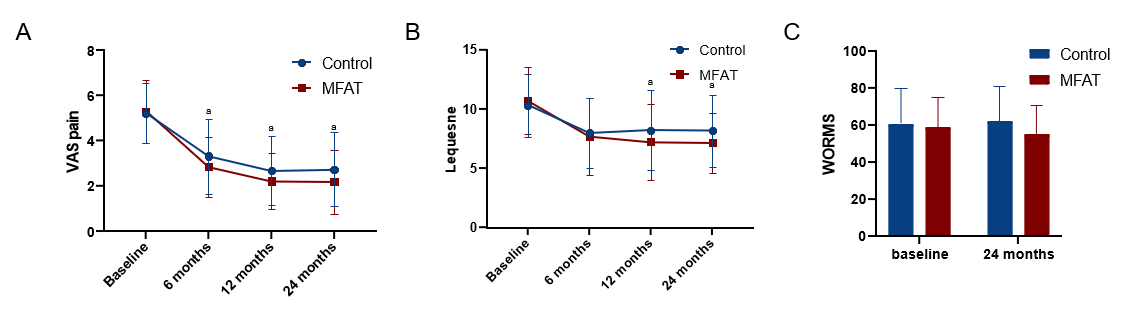 A
VAS pain
8
6
4
2
0
Control
MFAT
a
a
a
Baseline
6 months
12 months
24 months
B
Lequesne
15
10
5
0
Control
MFAT
a
a
Baseline
6 months
12 months
24 months
C
WORMS
100
80
60
40
20
0
Control
MFAT
baseline
24 months